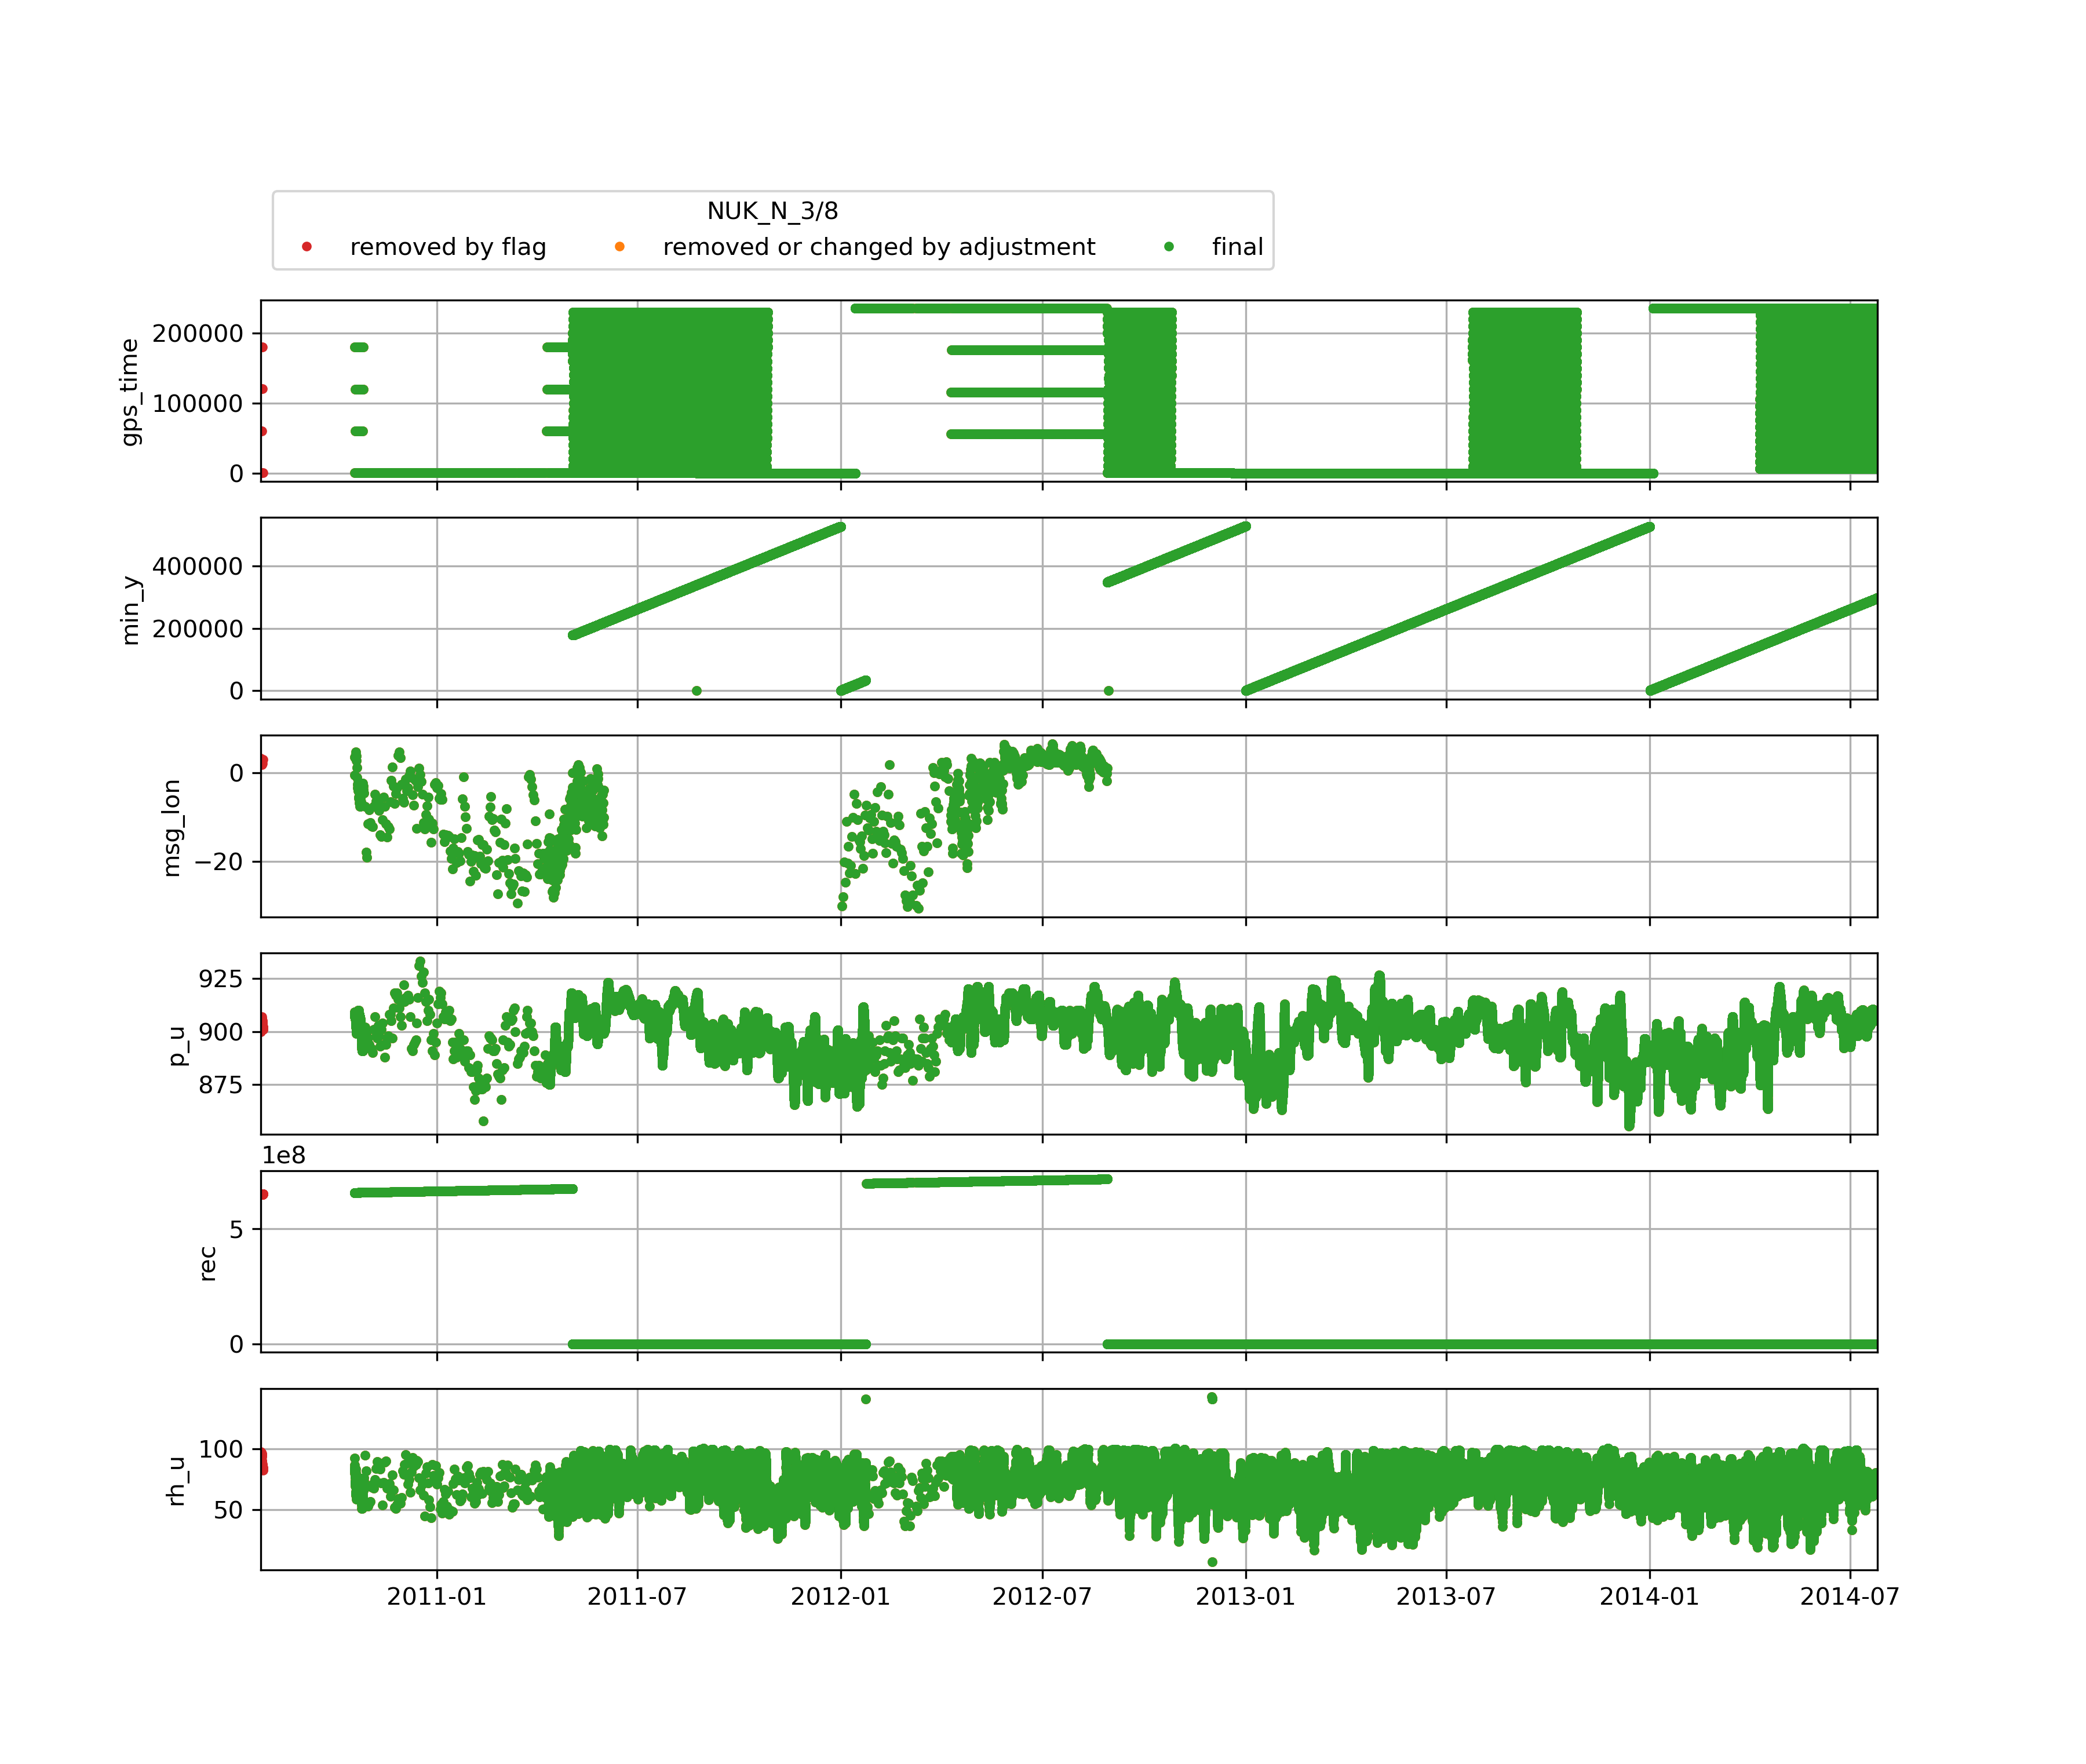 NUK_N_3/8
removed by flag removed or changed by adjustment final
gps_time
200000
100000
0
min_y
400000
200000
0
msg_lon
0
−20
p_u
925
900
875
1e8
rec
5
0
rh_u
100
50
2011-01 2011-07 2012-01 2012-07 2013-01 2013-07 2014-01 2014-07